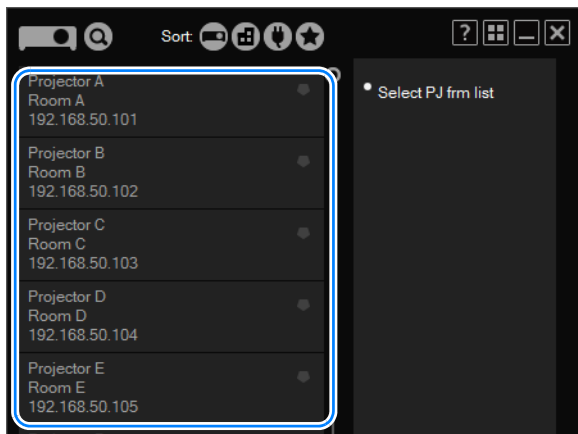 Sort:
?
Projector A
Room A
192.168.50.101
Projector B
Room B
192.168.50.102
Projector C
Room C
192.168.50.103
Projector D
Room D
192.168.50.104
Projector E
Room E
192.168.50.105
Select PJ frm list